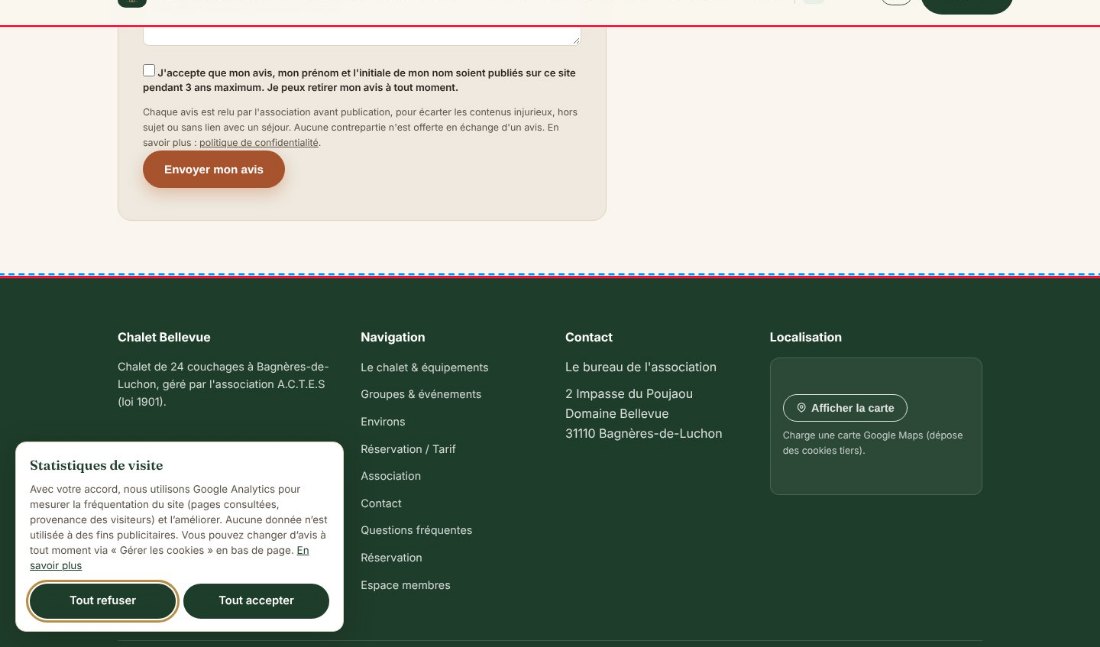 J'accepte que mon avis, mon prénom et l'initiale de mon nom soient publiés sur ce site
pendant 3 ans maximum. Je peux retirer mon avis à tout moment.
Chaque avis est relu par l'association avant publication, pour écarter les contenus injurieux, hors
sujet ou sans lien avec un séjour. Aucune contrepartie n'est offerte en échange d'un avis. En
savoir plus : politique de confidentialité.
Envoyer mon avis
Chalet Bellevue
Chalet de 24 couchages à Bagnères-de-
Luchon, géré par l'association A.C.T.E.S
(loi 1901).
Navigation
Le chalet & équipements
Groupes & événements
Environs
Réservation / Tarif
Association
Contact
Questions fréquentes
Réservation
Espace membres
Contact
Le bureau de l'association
2 Impasse du Poujaou
Domaine Bellevue
31110 Bagnères-de-Luchon
Localisation
Afficher la carte
Charge une carte Google Maps (dépose
des cookies tiers).
Statistiques de visite
Avec votre accord, nous utilisons Google Analytics pour
mesurer la fréquentation du site (pages consultées,
provenance des visiteurs) et l'améliorer. Aucune donnée n'est
utilisée à des fins publicitaires. Vous pouvez changer d'avis à
tout moment via « Gérer les cookies » en bas de page. En
savoir plus
Tout refuser
Tout accepter